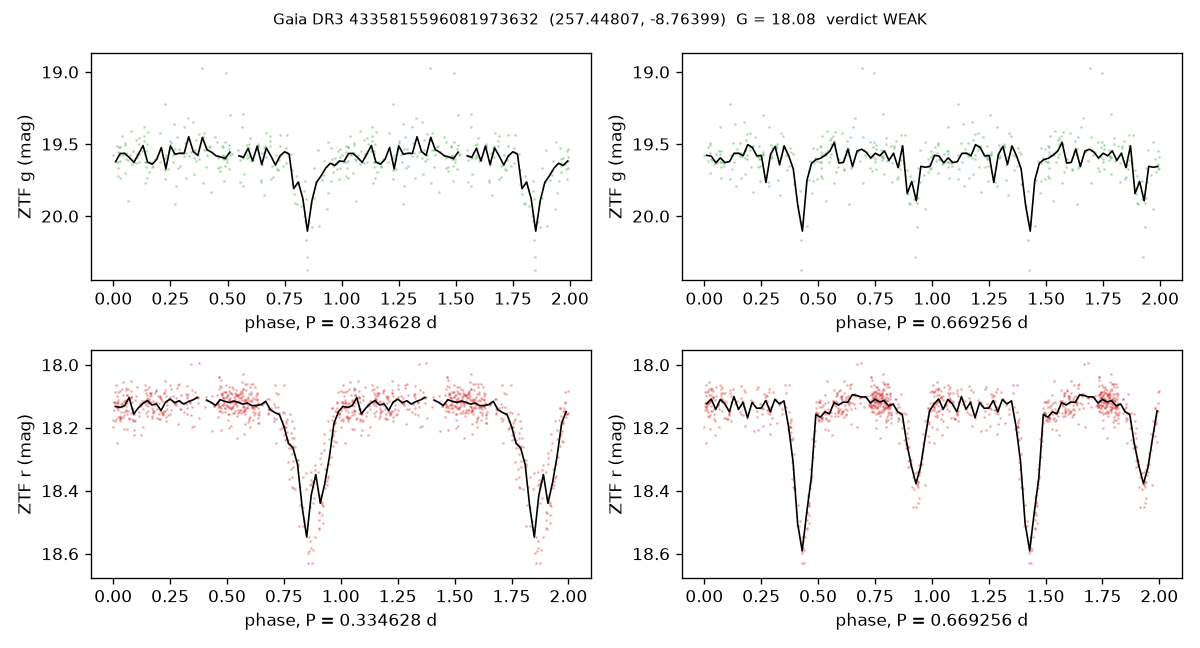 Gaia DR3 4335815596081973632  (257.44807, -8.76399)  G = 18.08  verdict WEAK
ZTF g (mag)
19.0
19.5
20.0
0.00 0.25 0.50 0.75 1.00 1.25 1.50 1.75 2.00
phase, P = 0.334628 d
ZTF g (mag)
19.0
19.5
20.0
0.00 0.25 0.50 0.75 1.00 1.25 1.50 1.75 2.00
phase, P = 0.669256 d
ZTF r (mag)
18.0
18.2
18.4
18.6
0.00 0.25 0.50 0.75 1.00 1.25 1.50 1.75 2.00
phase, P = 0.334628 d
ZTF r (mag)
18.0
18.2
18.4
18.6
0.00 0.25 0.50 0.75 1.00 1.25 1.50 1.75 2.00
phase, P = 0.669256 d